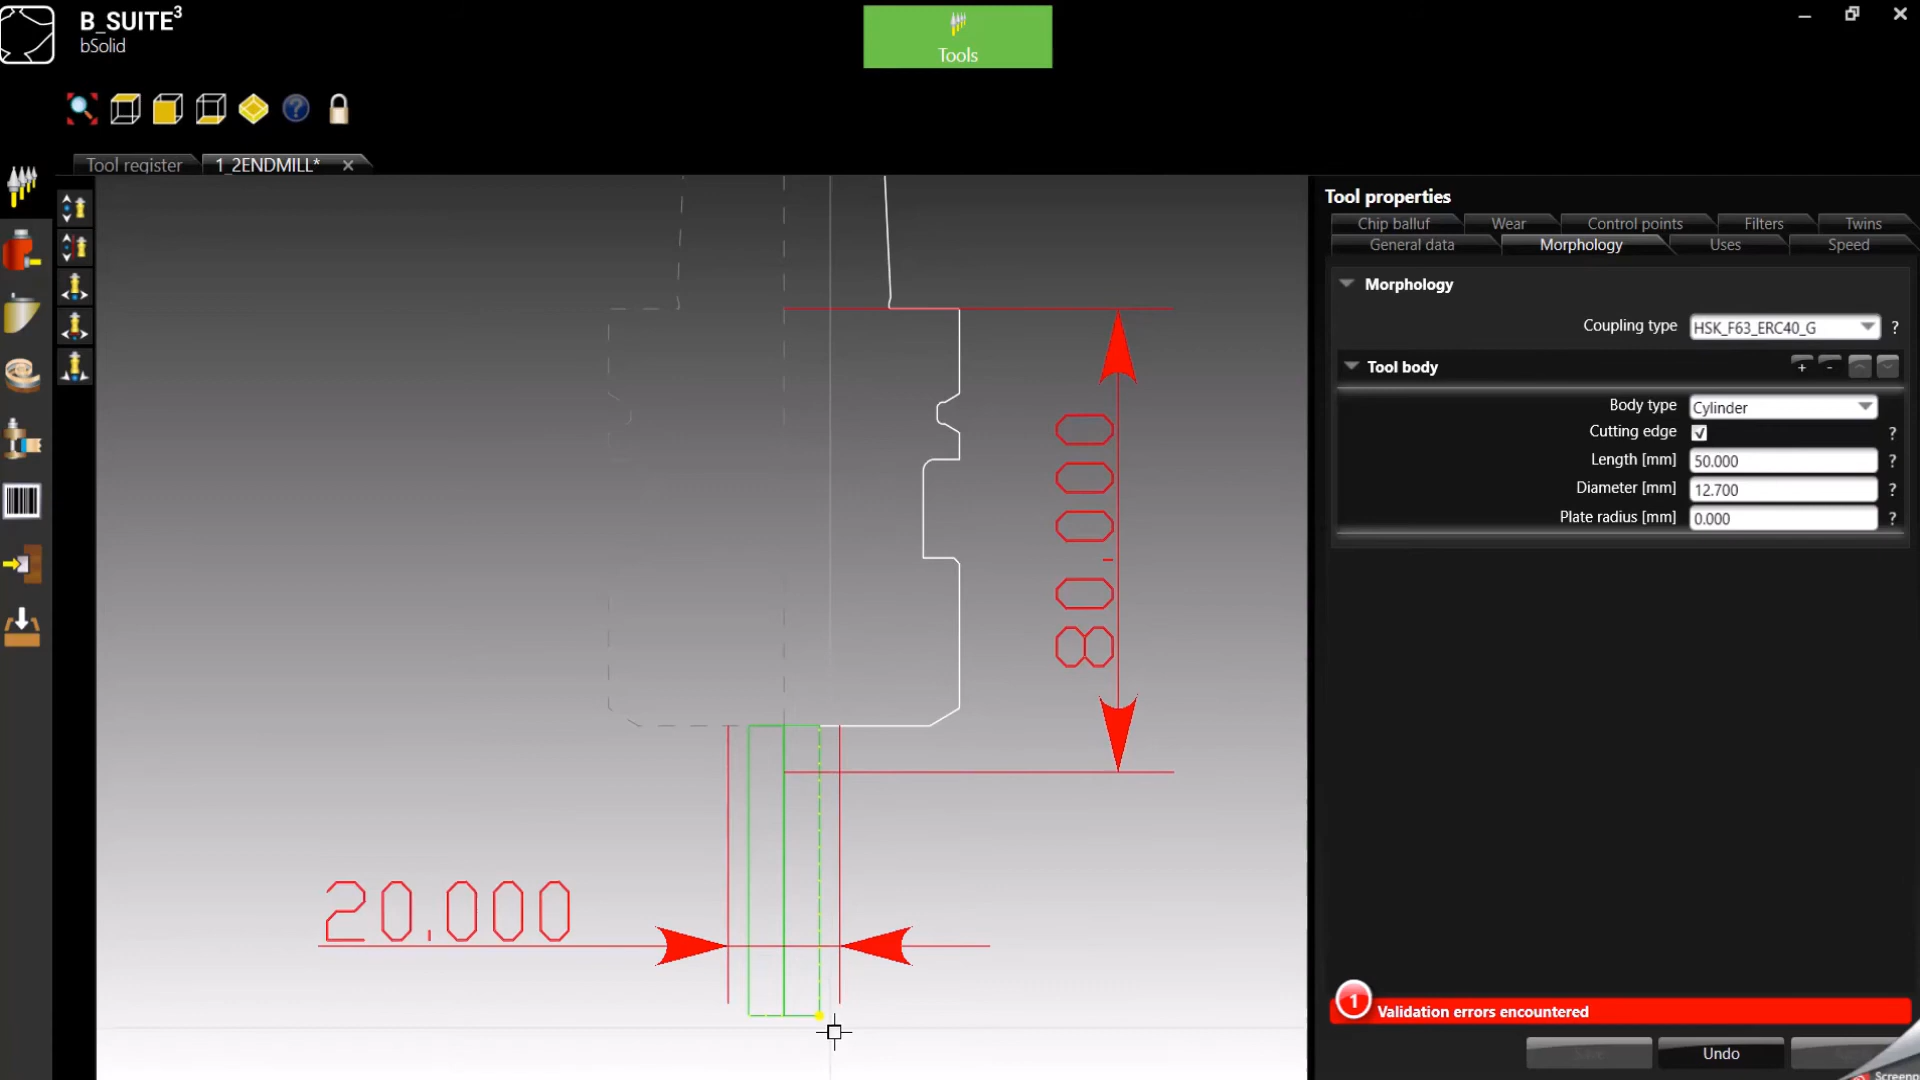 B_SUITE³
bSolid
Tools
Tool register
1_2ENDMILL*
Tool properties
Chip balluf
Wear
Control points
Filters
Twins
General data
Morphology
Uses
Speed
Morphology
Coupling type
HSK_F63_ERC40_G
?
Tool body
+
-
Body type
Cylinder
Cutting edge
?
Length [mm]
50.000
?
Diameter [mm]
12.700
?
Plate radius [mm]
0.000
?
80.000
20.000
1
Validation errors encountered
Undo